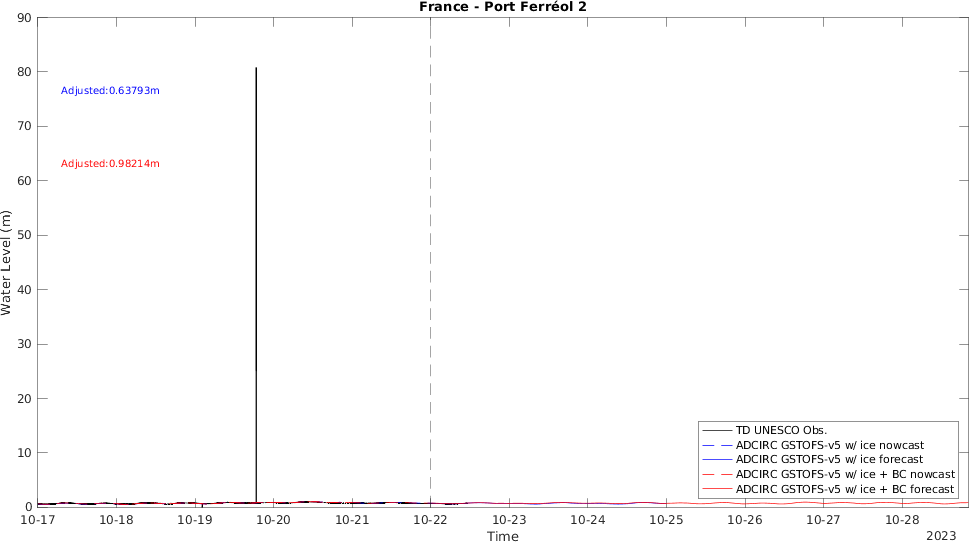 France - Port Ferréol 2
90
80
70
60
50
40
30
20
10
0
Water Level (m)
Adjusted:0.63793m
Adjusted:0.98214m
TD UNESCO Obs.
ADCIRC GSTOFS-v5 w/ ice nowcast
ADCIRC GSTOFS-v5 w/ ice forecast
ADCIRC GSTOFS-v5 w/ ice + BC nowcast
ADCIRC GSTOFS-v5 w/ ice + BC forecast
10-17 10-18 10-19 10-20 10-21 10-22 10-23 10-24 10-25 10-26 10-27 10-28
Time
2023